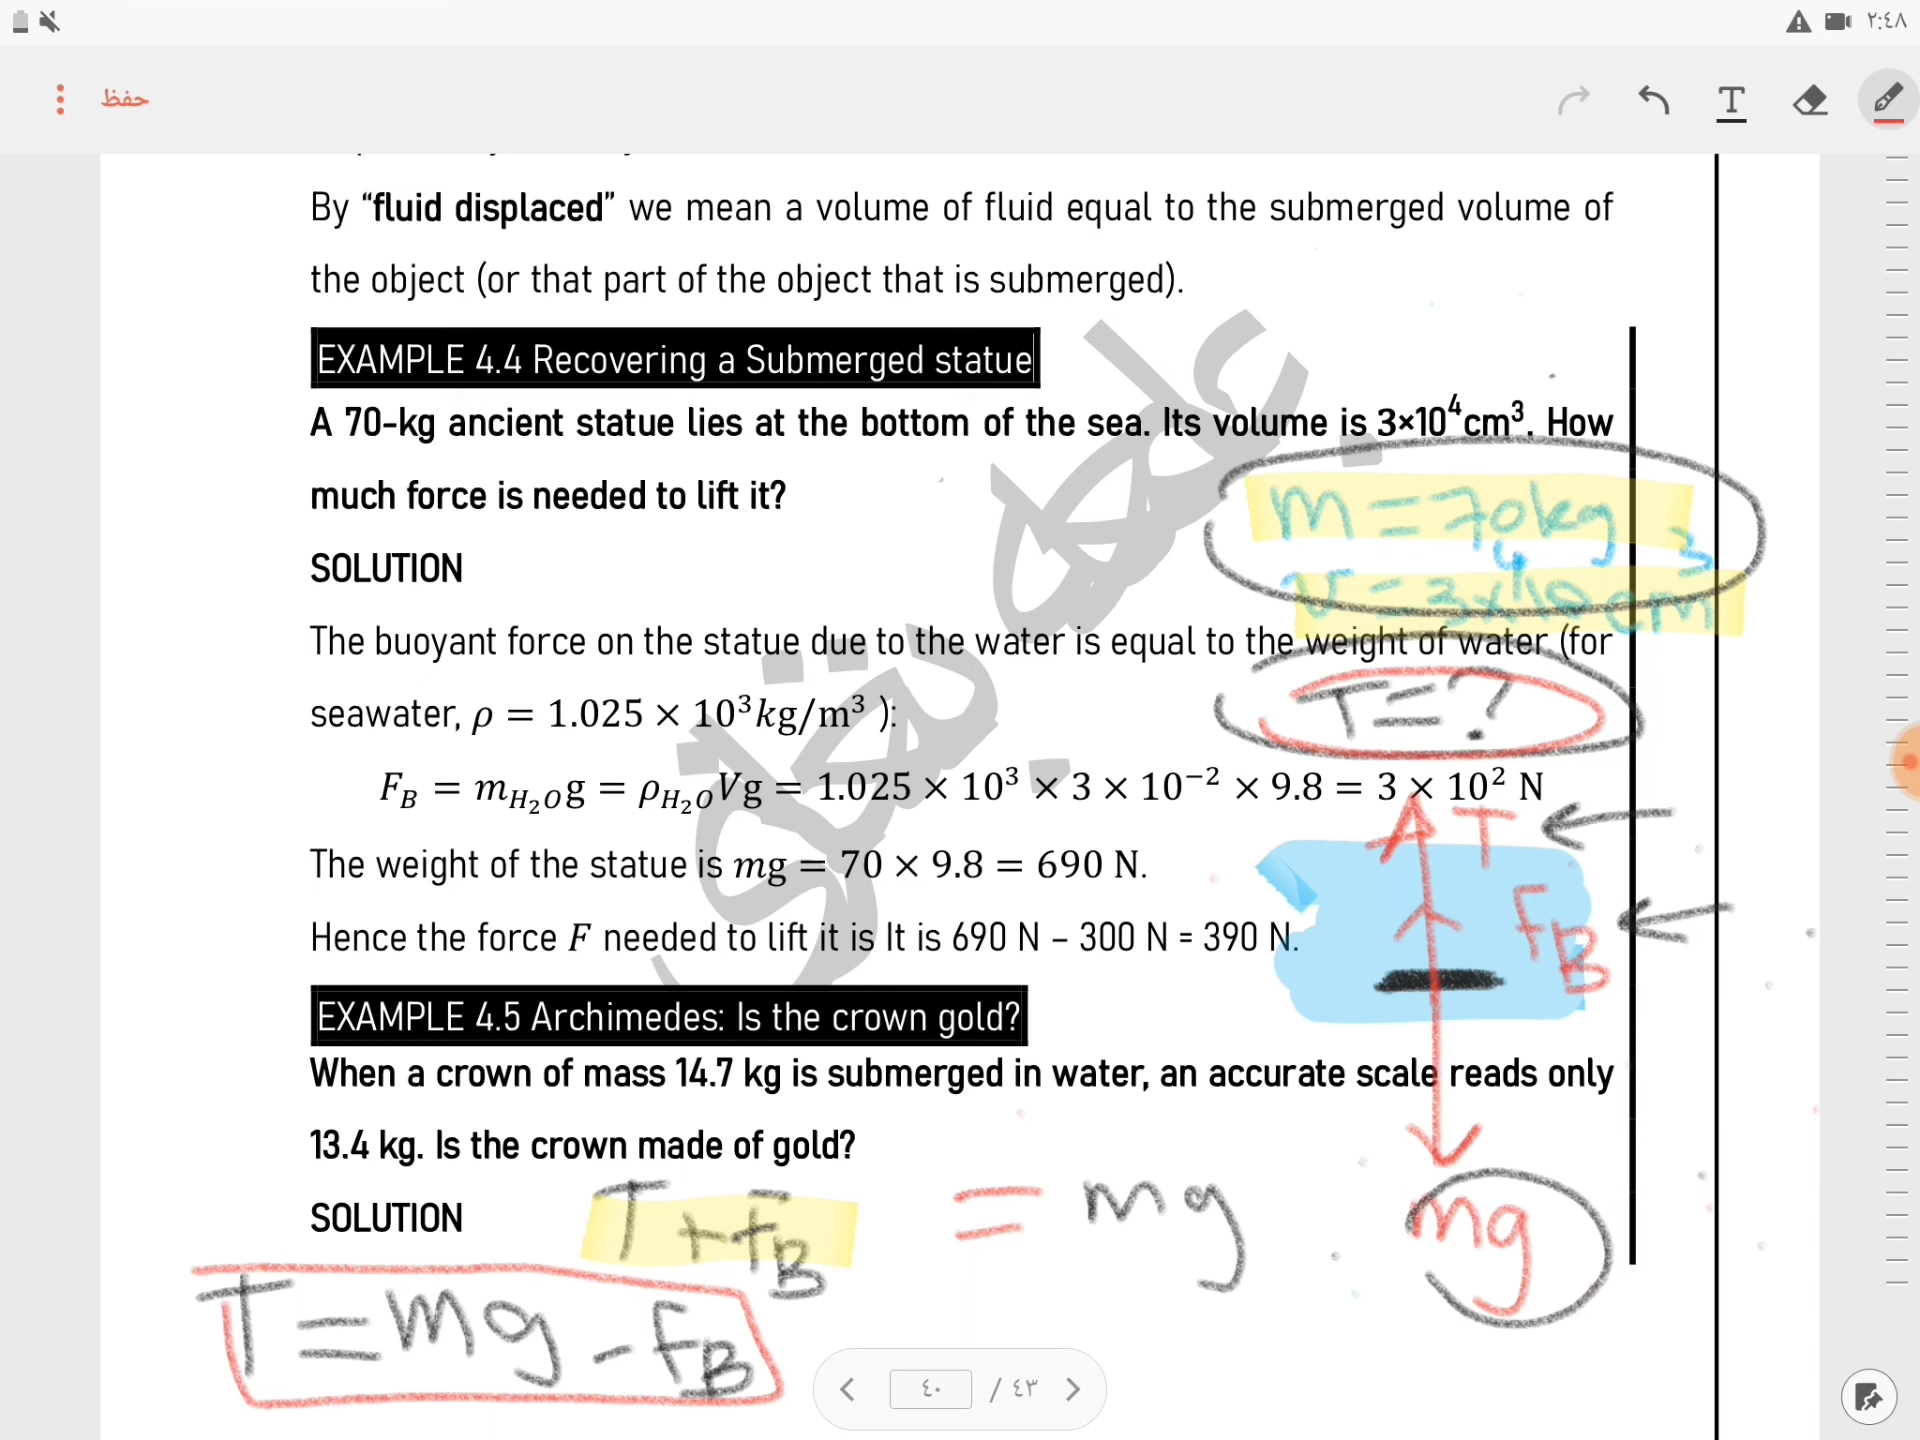 ٢:٤٨
حفظ
By “fluid displaced” we mean a volume of fluid equal to the submerged volume of
the object (or that part of the object that is submerged).
EXAMPLE 4.4 Recovering a Submerged statue
A 70-kg ancient statue lies at the bottom of the sea. Its volume is 3×10⁴cm³. How
much force is needed to lift it?
m = 70kg
SOLUTION
v = 3x10⁴cm³
The buoyant force on the statue due to the water is equal to the weight of water (for
seawater, ρ = 1.025 × 10³kg/m³ ):
T = ?
F_B = m_{H₂O}g = ρ_{H₂O}Vg = 1.025 × 10³ × 3 × 10⁻² × 9.8 = 3 × 10² N
T
The weight of the statue is mg = 70 × 9.8 = 690 N.
F_B
Hence the force F needed to lift it is It is 690 N – 300 N = 390 N.
EXAMPLE 4.5 Archimedes: Is the crown gold?
When a crown of mass 14.7 kg is submerged in water, an accurate scale reads only
13.4 kg. Is the crown made of gold?
SOLUTION
T + F_B = mg
mg
T = mg - F_B
٤٠ / ٤٣